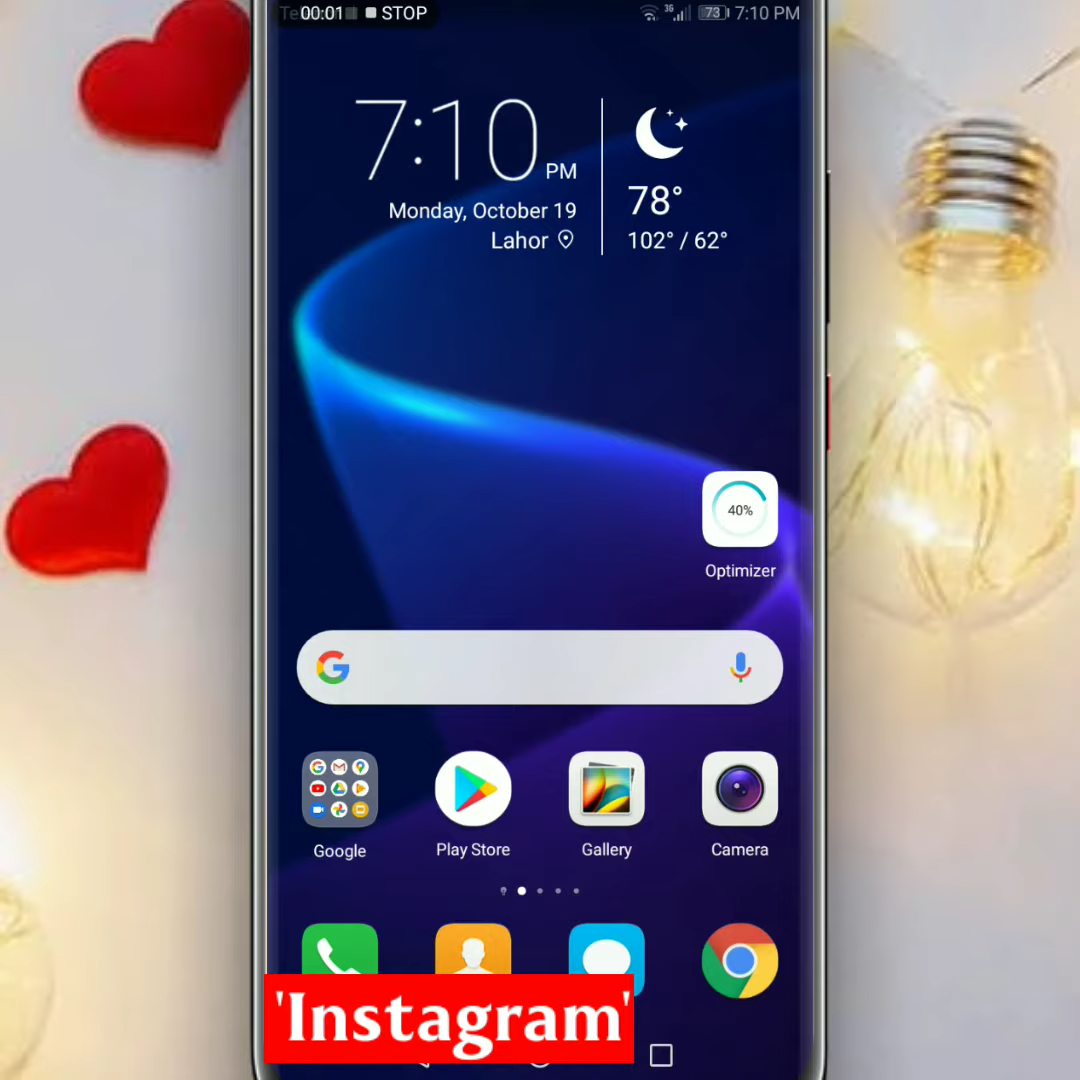 00:01 STOP 73 7:10 PM
7:10 PM
Monday, October 19
Lahor
78°
102° / 62°
40%
Optimizer
Google
Play Store
Gallery
Camera
'Instagram'